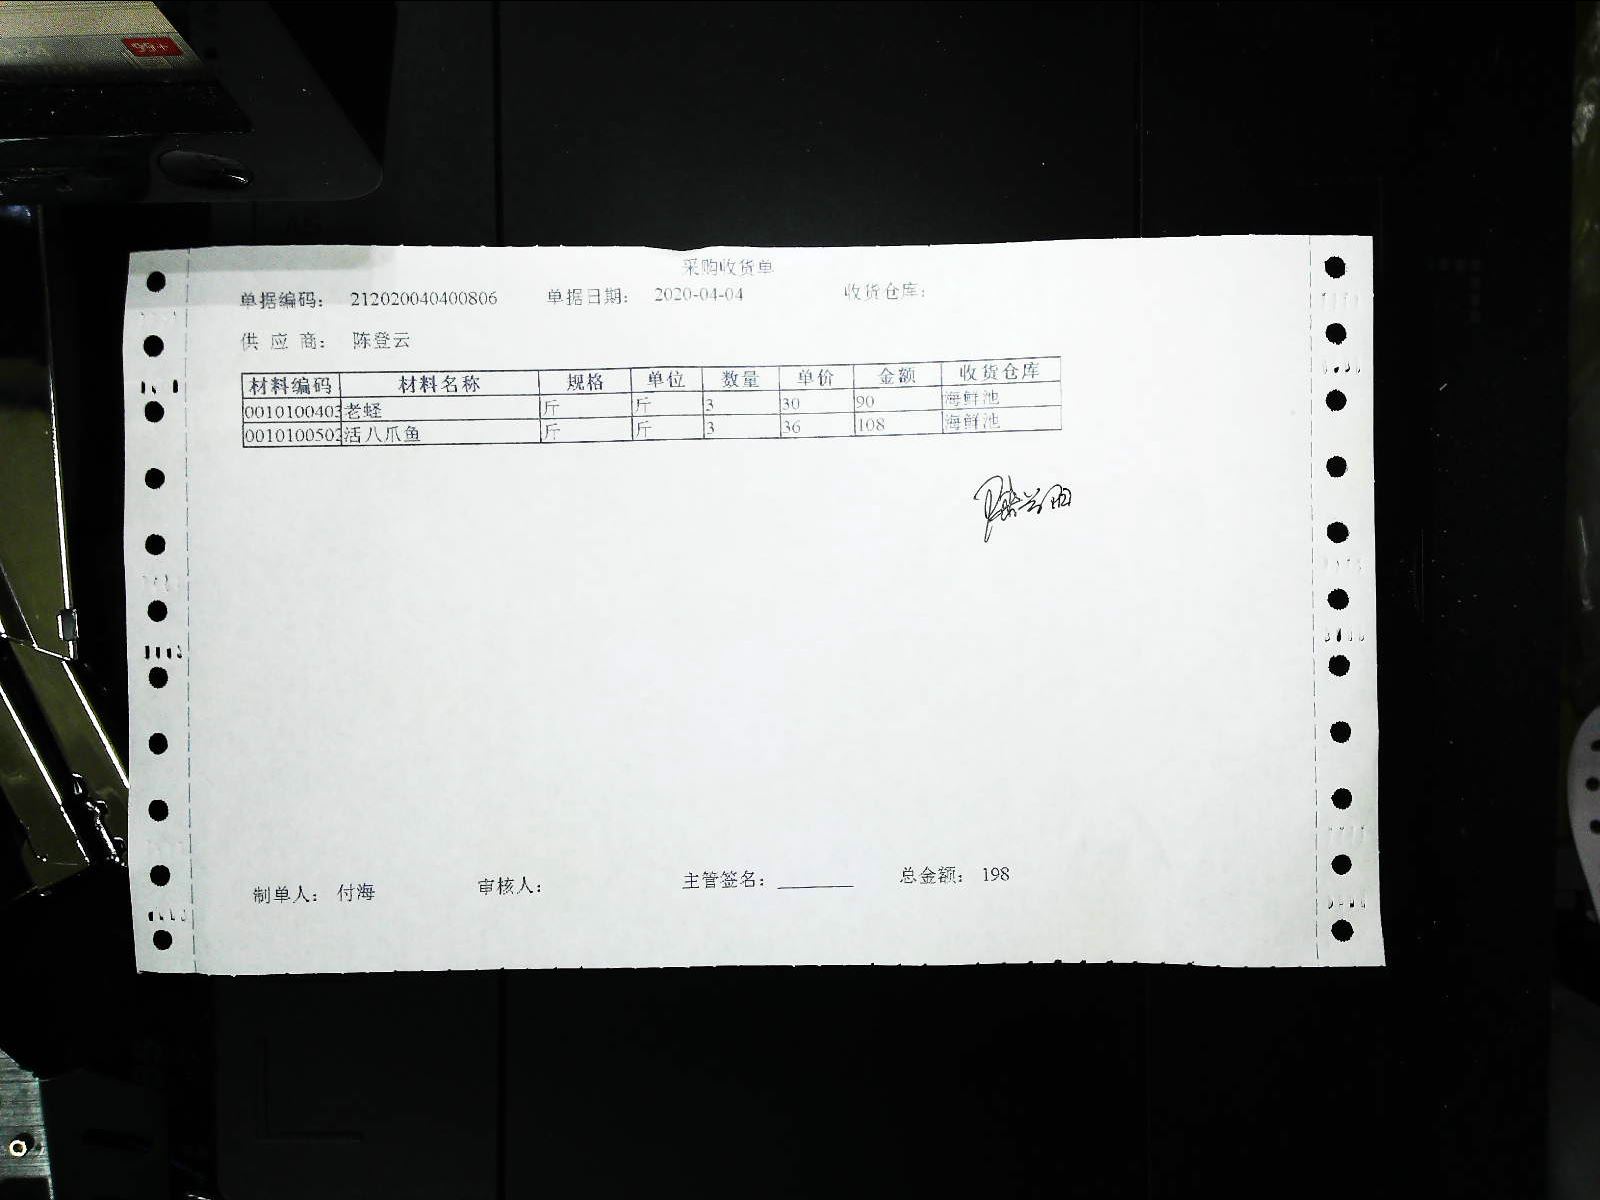 99+
采购收货单
单据编码： 212020040400806 单据日期： 2020-04-04 收货仓库：
供 应 商： 陈登云
材料编码 材料名称 规格 单位 数量 单价 金额 收货仓库
0010100403 老蛏 斤 斤 3 30 90 海鲜池
0010100502 活八爪鱼 斤 斤 3 36 108 海鲜池
制单人： 付海 审核人： 主管签名： 总金额： 198